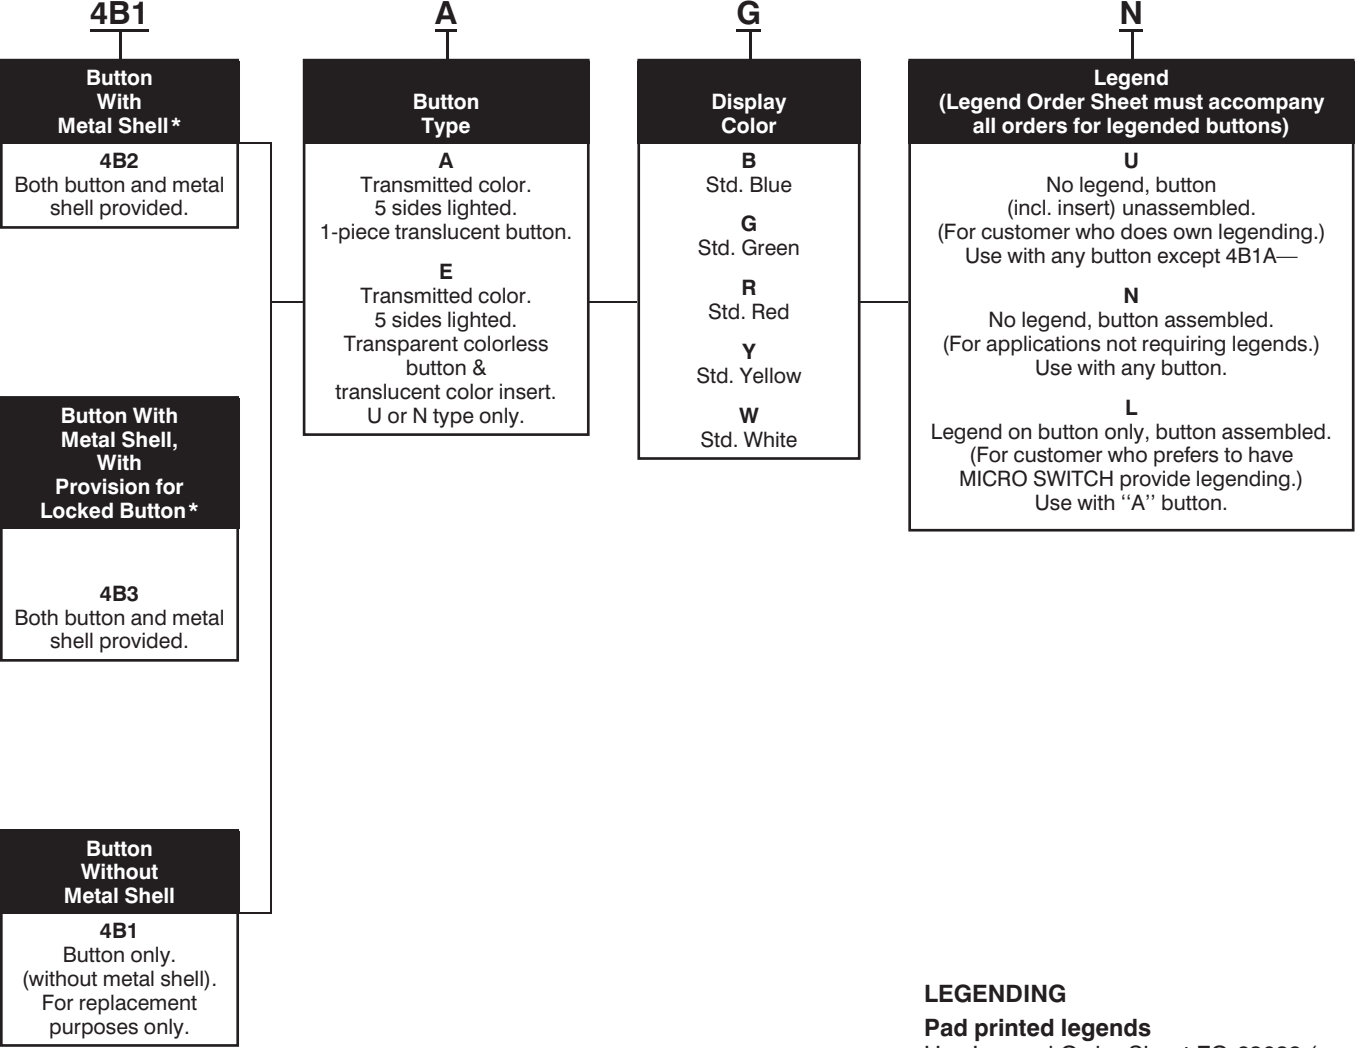 4B1
A
G
N
Button
With
Metal Shell*
4B2
Both button and metal
shell provided.
Button With
Metal Shell,
With
Provision for
Locked Button*
4B3
Both button and metal
shell provided.
Button
Without
Metal Shell
4B1
Button only.
(without metal shell).
For replacement
purposes only.
Button
Type
A
Transmitted color.
5 sides lighted.
1-piece translucent button.
E
Transmitted color.
5 sides lighted.
Transparent colorless
button &
translucent color insert.
U or N type only.
Display
Color
B
Std. Blue
G
Std. Green
R
Std. Red
Y
Std. Yellow
W
Std. White
Legend
(Legend Order Sheet must accompany
all orders for legended buttons)
U
No legend, button
(incl. insert) unassembled.
(For customer who does own legending.)
Use with any button except 4B1A—
N
No legend, button assembled.
(For applications not requiring legends.)
Use with any button.
L
Legend on button only, button assembled.
(For customer who prefers to have
MICRO SWITCH provide legending.)
Use with ‘‘A’’ button.
LEGENDING
Pad printed legends